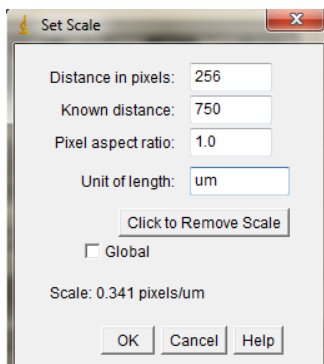 Set Scale
x
Distance in pixels: 256
Known distance: 750
Pixel aspect ratio: 1.0
Unit of length: um
Click to Remove Scale
Global
Scale: 0.341 pixels/um
OK Cancel Help